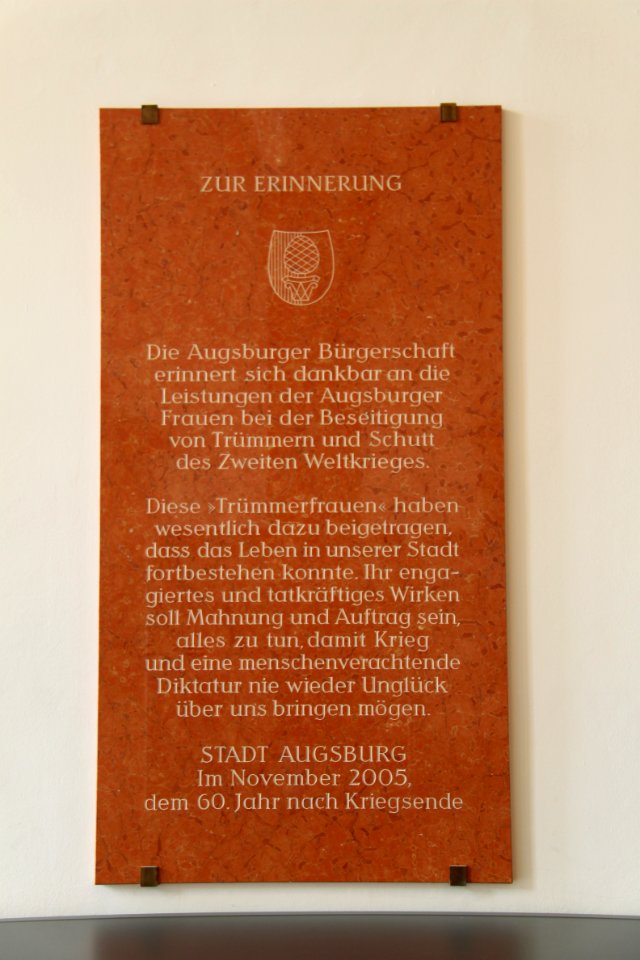 ZUR ERINNERUNG
Die Augsburger Bürgerschaft
erinnert sich dankbar an die
Leistungen der Augsburger
Frauen bei der Beseitigung
von Trümmern und Schutt
des Zweiten Weltkrieges.
Diese »Trümmerfrauen« haben
wesentlich dazu beigetragen,
dass das Leben in unserer Stadt
fortbestehen konnte. Ihr enga-
giertes und tatkräftiges Wirken
soll Mahnung und Auftrag sein,
alles zu tun, damit Krieg
und eine menschenverachtende
Diktatur nie wieder Unglück
über uns bringen mögen.
STADT AUGSBURG
Im November 2005,
dem 60. Jahr nach Kriegsende